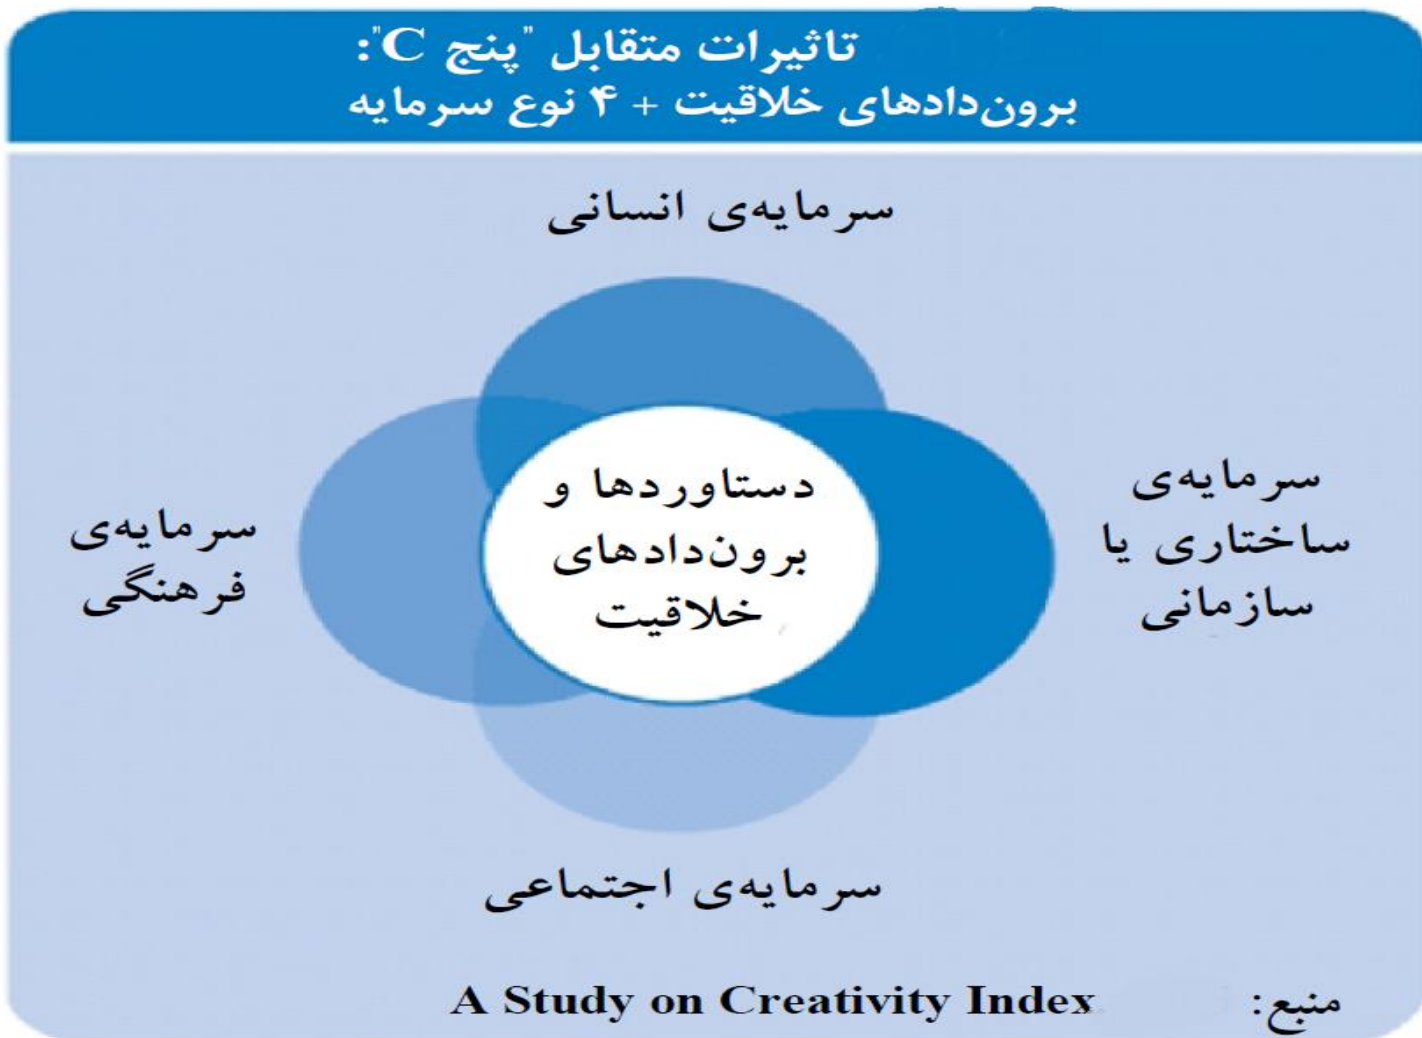 تاثیرات متقابل "پنج C":
برون‌دادهای خلاقیت + ۴ نوع سرمایه
سرمایه‌ی انسانی
سرمایه‌ی
ساختاری یا
سازمانی
دستاوردها و
برون‌دادهای
خلاقیت
سرمایه‌ی
فرهنگی
سرمایه‌ی اجتماعی
منبع: A Study on Creativity Index